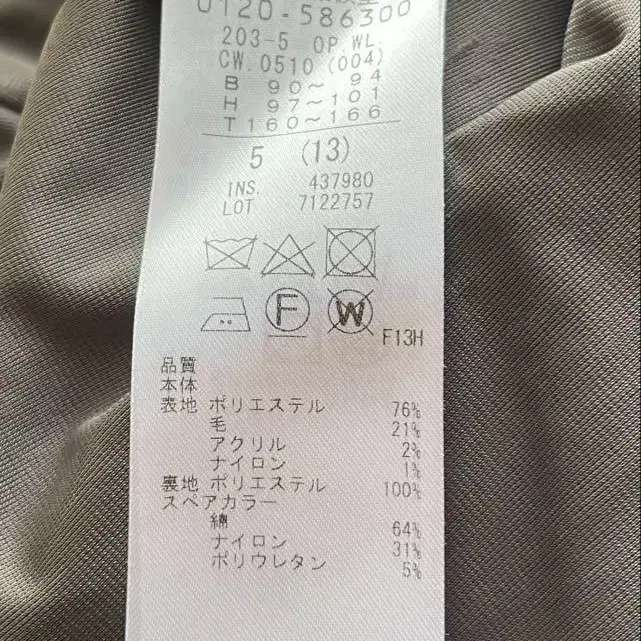 0120-586300
203-5 OP.WL.
CW.0510 (004)
B 90～ 94
H 97～101
T160～166
5 (13)
INS. 437980
LOT 7122757
F W
F13H
品質
本体
表地 ポリエステル 76%
毛 21%
アクリル 2%
ナイロン 1%
裏地 ポリエステル 100%
スペアカラー
綿 64%
ナイロン 31%
ポリウレタン 5%